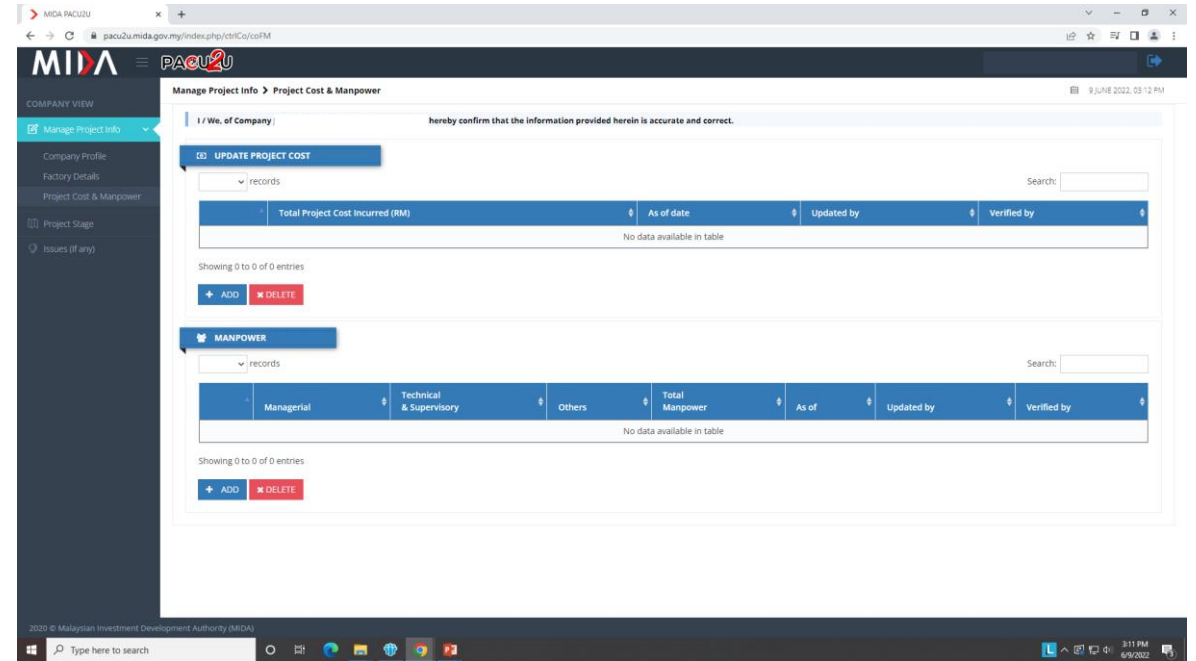 MIDA PACU2U
pacu2u.mida.gov.my/index.php/ctrlCo/coFM
MIDA PACU2U
Manage Project Info > Project Cost & Manpower
9 JUNE 2022, 03:12 PM
COMPANY VIEW
Manage Project Info
Company Profile
Factory Details
Project Cost & Manpower
Project Stage
Issues (If any)
I / We, of Company hereby confirm that the information provided herein is accurate and correct.
UPDATE PROJECT COST
records Search:
Total Project Cost Incurred (RM) As of date Updated by Verified by
No data available in table
Showing 0 to 0 of 0 entries
+ ADD × DELETE
MANPOWER
records Search:
Managerial Technical & Supervisory Others Total Manpower As of Updated by Verified by
No data available in table
Showing 0 to 0 of 0 entries
+ ADD × DELETE
2020 © Malaysian Investment Development Authority (MIDA)
Type here to search
L
3:11 PM
6/9/2022